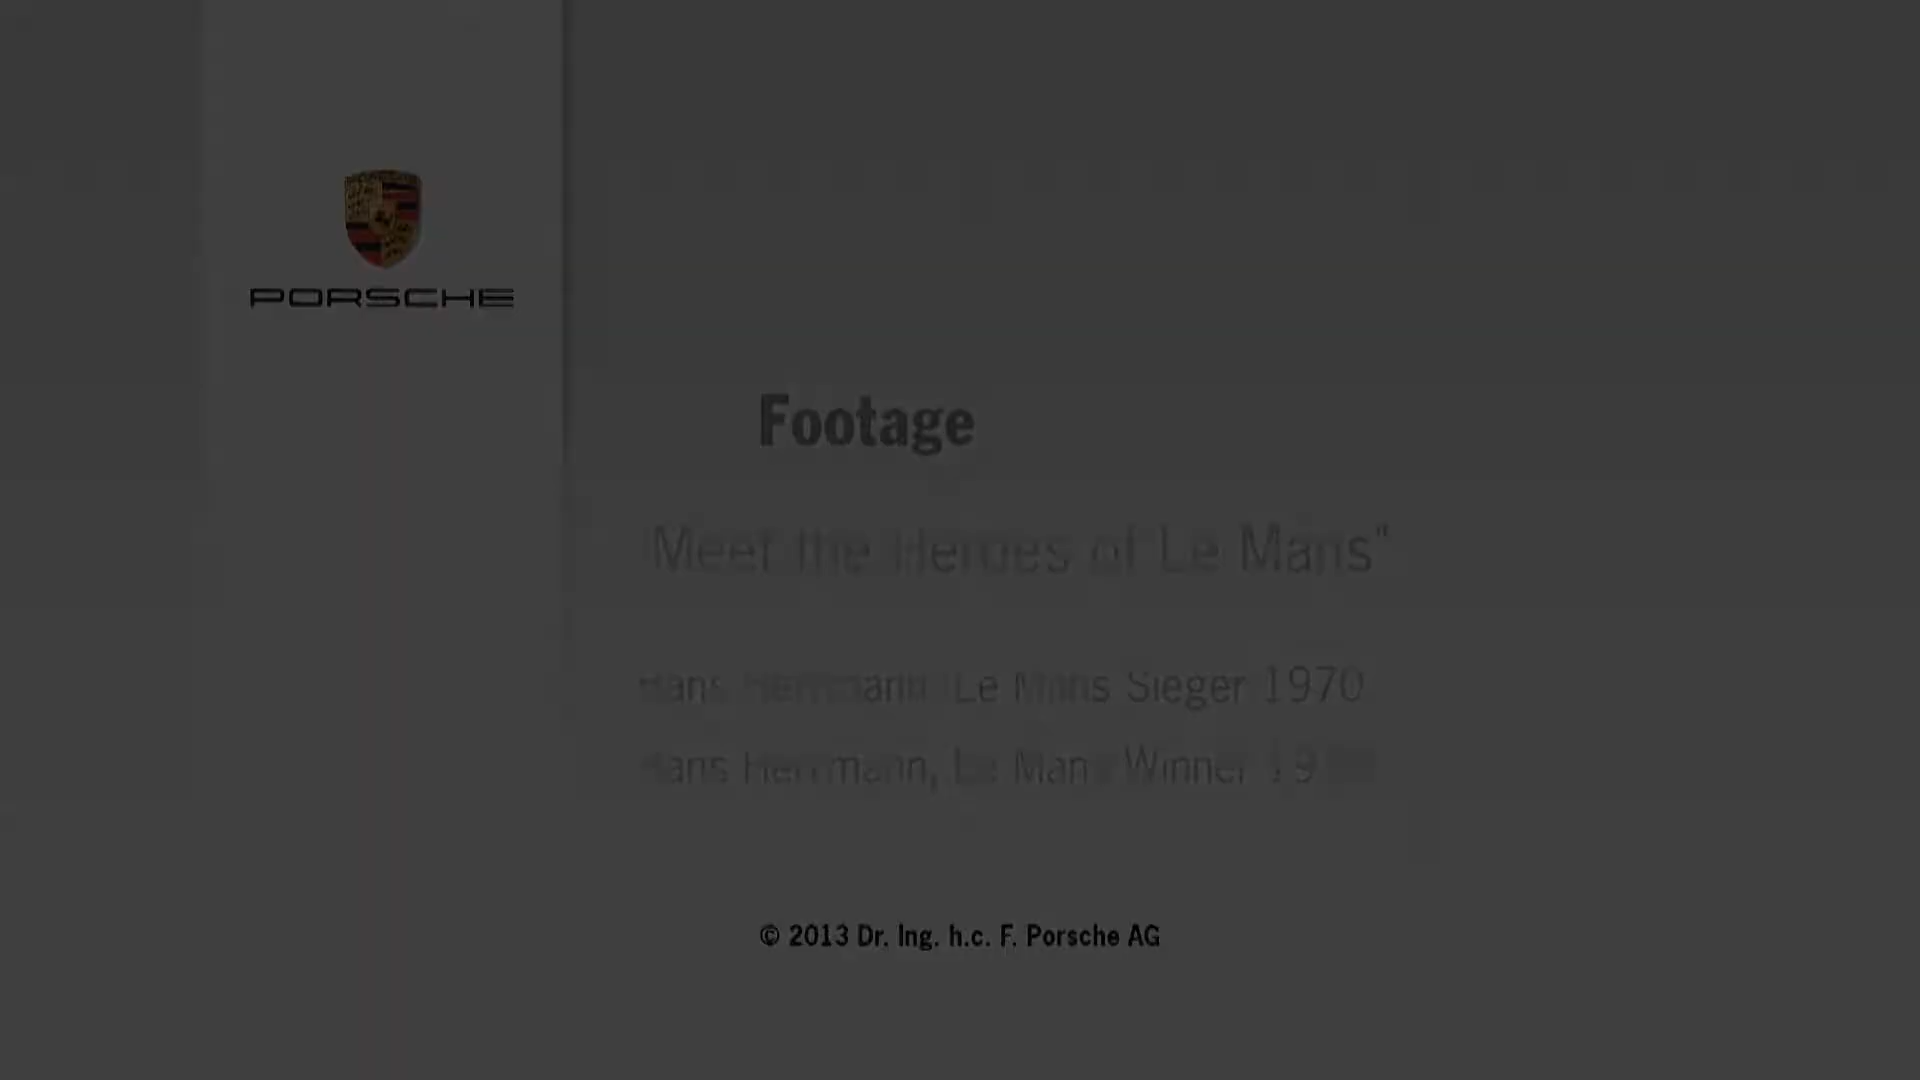 PORSCHE
Footage
"Meet the Heroes of Le Mans"
Hans Herrmann, Le Mans Sieger 1970
Hans Herrmann, Le Mans Winner
© 2013 Dr. Ing. h.c. F. Porsche AG